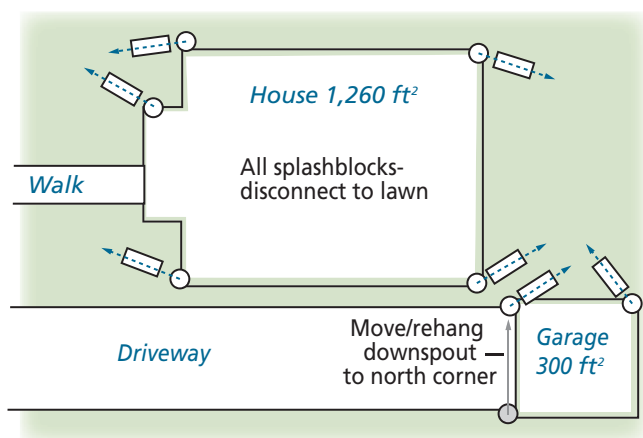 House 1,260 ft²
All splashblocks-
disconnect to lawn
Walk
Driveway
Move/rehang
downspout
to north corner
Garage
300 ft²